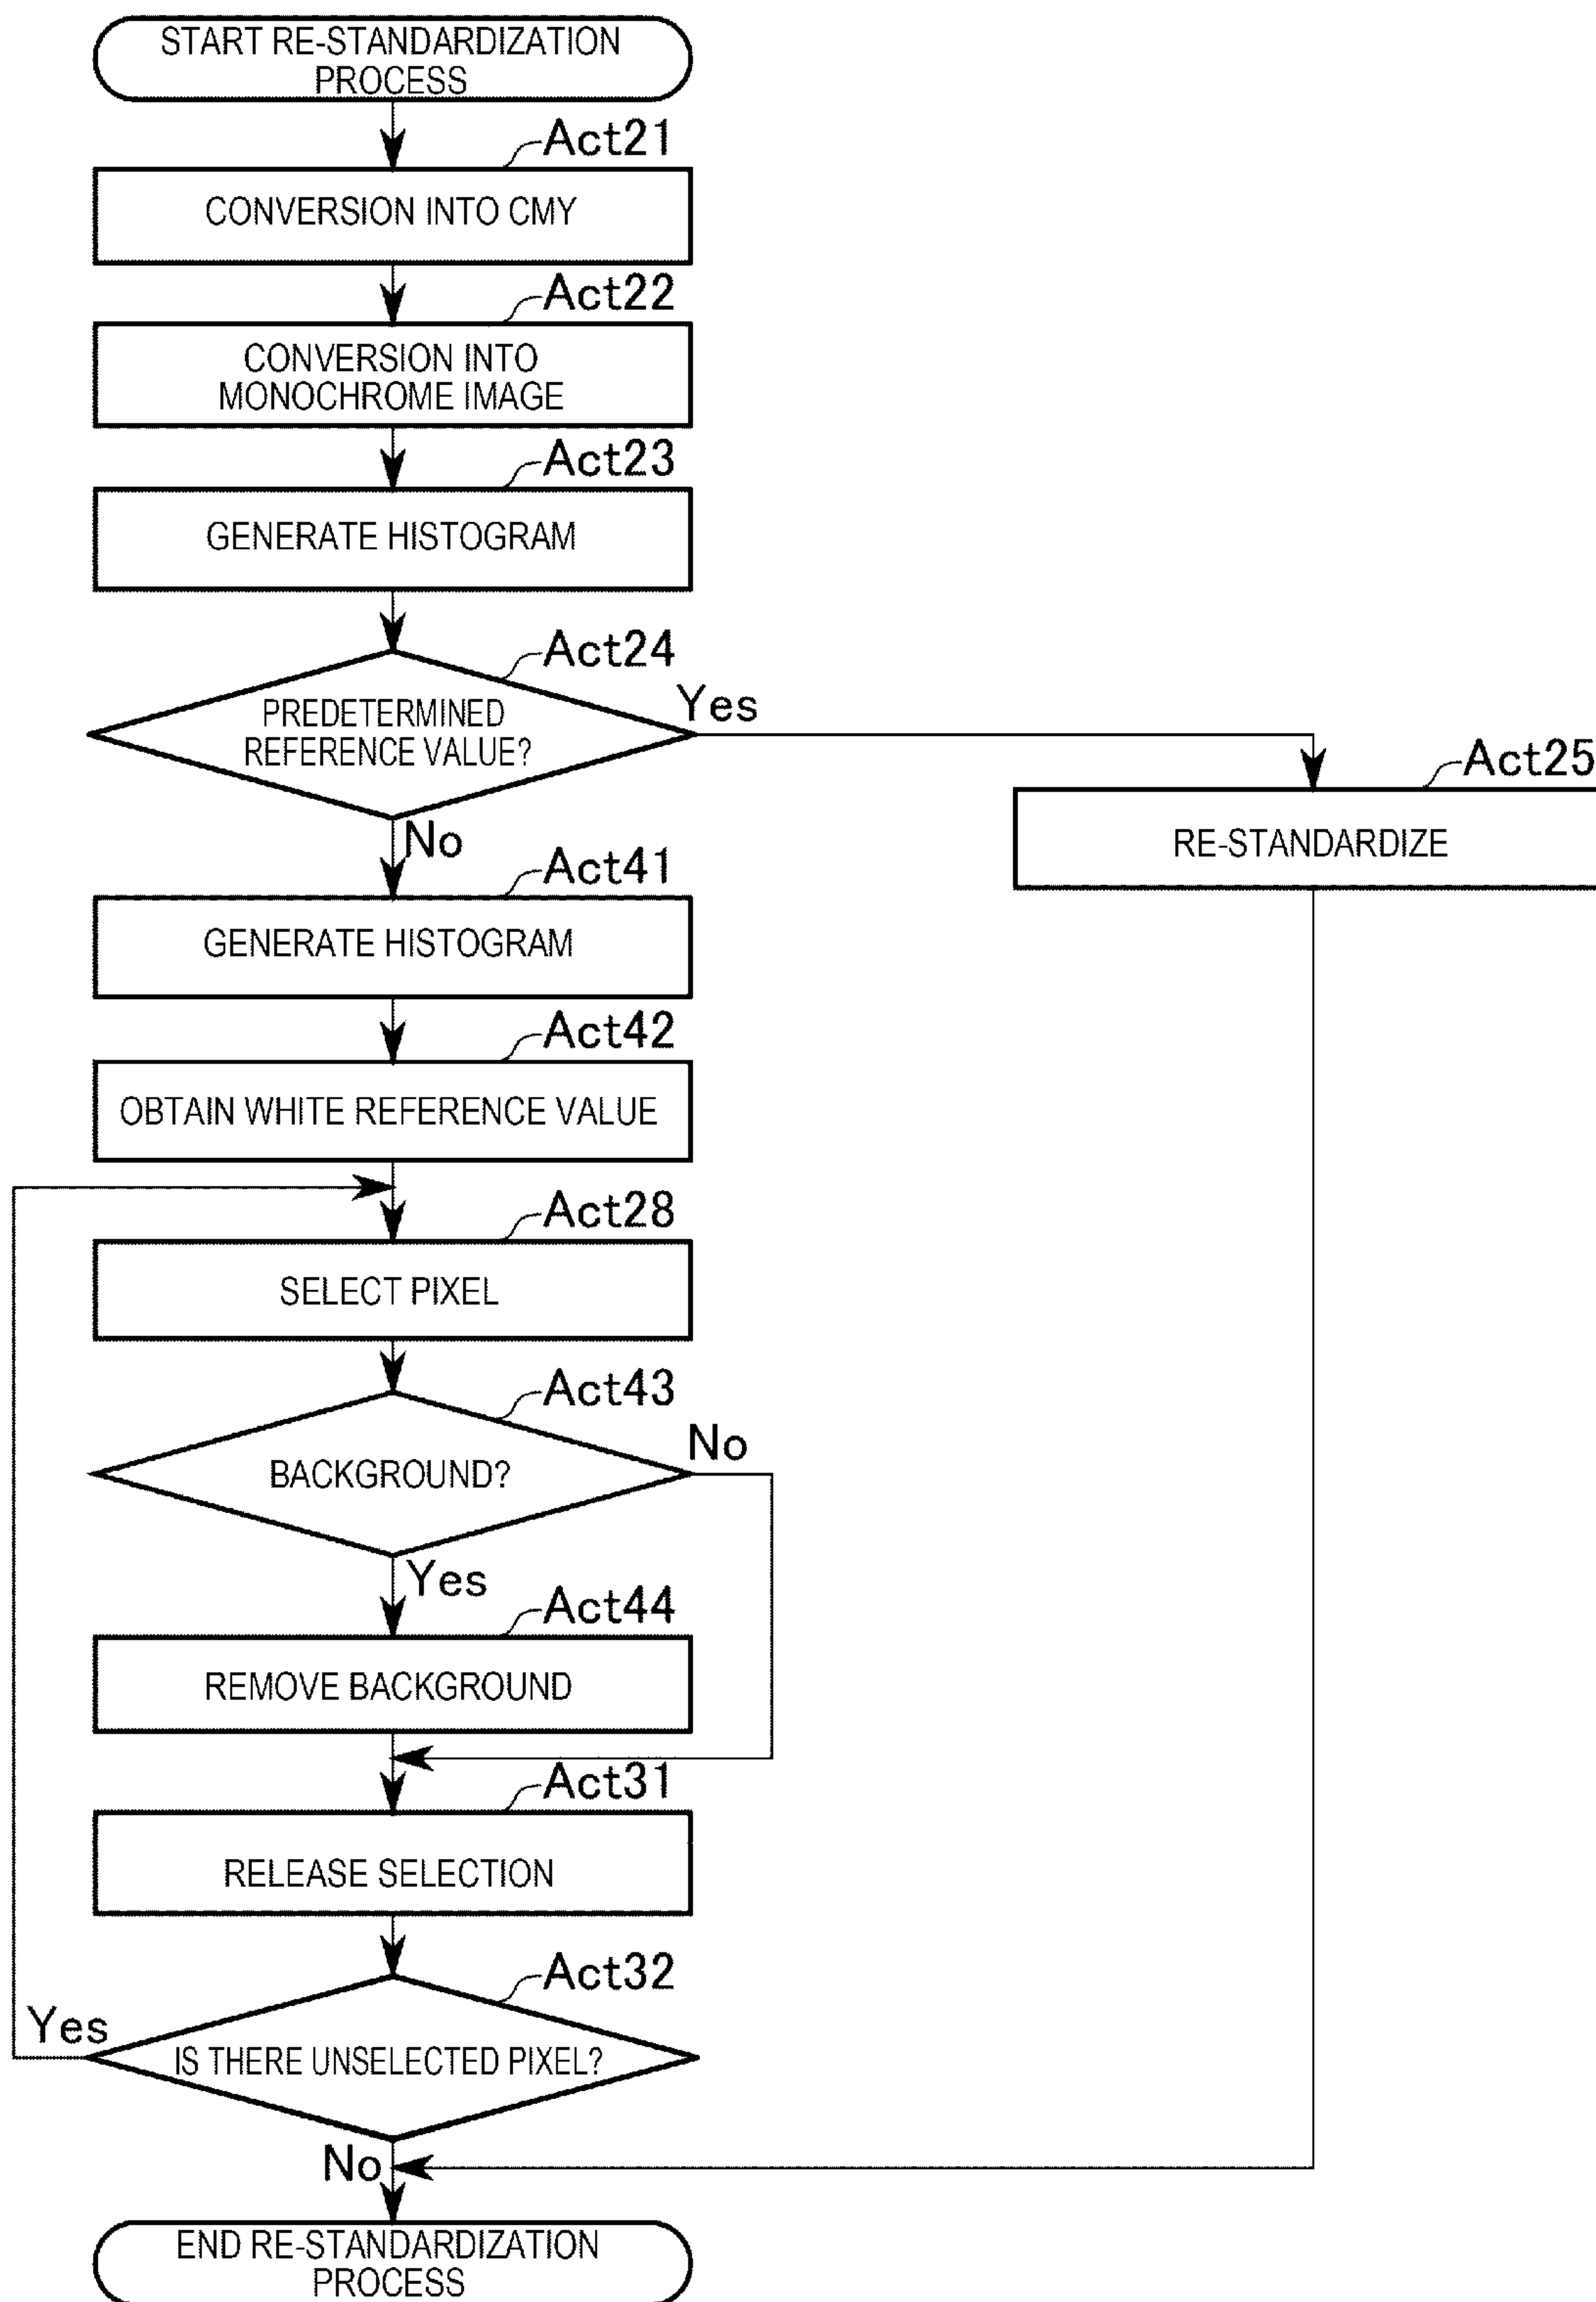 START RE-STANDARDIZATION
PROCESS
Act21
CONVERSION INTO CMY
Act22
CONVERSION INTO
MONOCHROME IMAGE
Act23
GENERATE HISTOGRAM
Act24
PREDETERMINED
REFERENCE VALUE?
Yes
Act25
RE-STANDARDIZE
No
Act41
GENERATE HISTOGRAM
Act42
OBTAIN WHITE REFERENCE VALUE
Act28
SELECT PIXEL
Act43
BACKGROUND?
No
Yes
Act44
REMOVE BACKGROUND
Act31
RELEASE SELECTION
Act32
IS THERE UNSELECTED PIXEL?
Yes
No
END RE-STANDARDIZATION
PROCESS